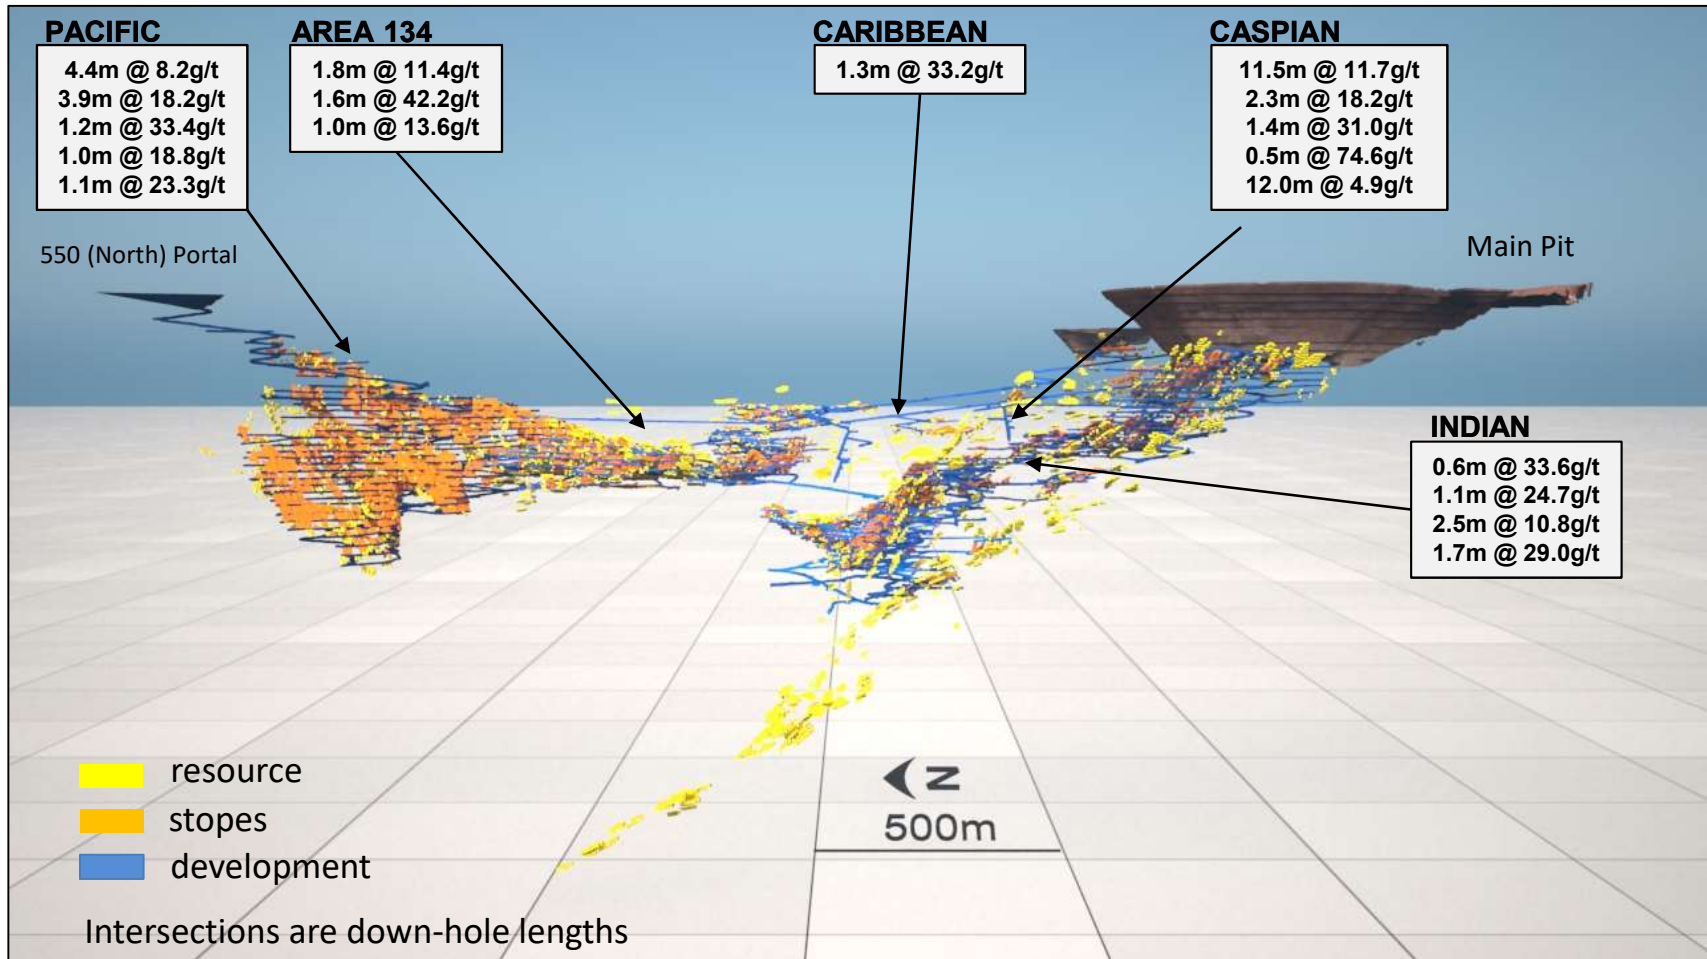 PACIFIC
4.4m @ 8.2g/t
3.9m @ 18.2g/t
1.2m @ 33.4g/t
1.0m @ 18.8g/t
1.1m @ 23.3g/t
AREA 134
1.8m @ 11.4g/t
1.6m @ 42.2g/t
1.0m @ 13.6g/t
CARIBBEAN
1.3m @ 33.2g/t
CASPIAN
11.5m @ 11.7g/t
2.3m @ 18.2g/t
1.4m @ 31.0g/t
0.5m @ 74.6g/t
12.0m @ 4.9g/t
550 (North) Portal
Main Pit
INDIAN
0.6m @ 33.6g/t
1.1m @ 24.7g/t
2.5m @ 10.8g/t
1.7m @ 29.0g/t
resource
stopes
development
N
500m
Intersections are down-hole lengths